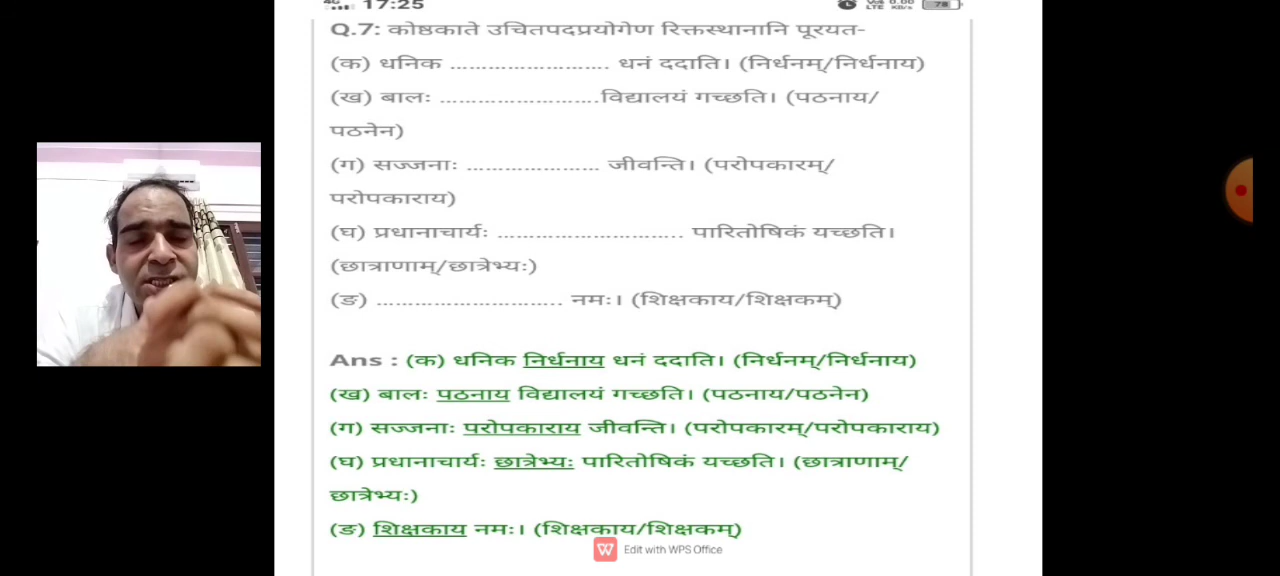 17:25
LTE
KB/s
78
Q.7: कोष्ठकाते उचितपदप्रयोगेण रिक्तस्थानानि पूरयत-
(क) धनिक ........................ धनं ददाति। (निर्धनम्/निर्धनाय)
(ख) बालः ........................विद्यालयं गच्छति। (पठनाय/
पठनेन)
(ग) सज्जनाः .................... जीवन्ति। (परोपकारम्/
परोपकाराय)
(घ) प्रधानाचार्यः ............................ पारितोषिकं यच्छति।
(छात्राणाम्/छात्रेभ्यः)
(ङ) ............................ नमः। (शिक्षकाय/शिक्षकम्)
Ans : (क) धनिक निर्धनाय धनं ददाति। (निर्धनम्/निर्धनाय)
(ख) बालः पठनाय विद्यालयं गच्छति। (पठनाय/पठनेन)
(ग) सज्जनाः परोपकाराय जीवन्ति। (परोपकारम्/परोपकाराय)
(घ) प्रधानाचार्यः छात्रेभ्यः पारितोषिकं यच्छति। (छात्राणाम्/
छात्रेभ्यः)
(ङ) शिक्षकाय नमः। (शिक्षकाय/शिक्षकम्)
W Edit with WPS Office